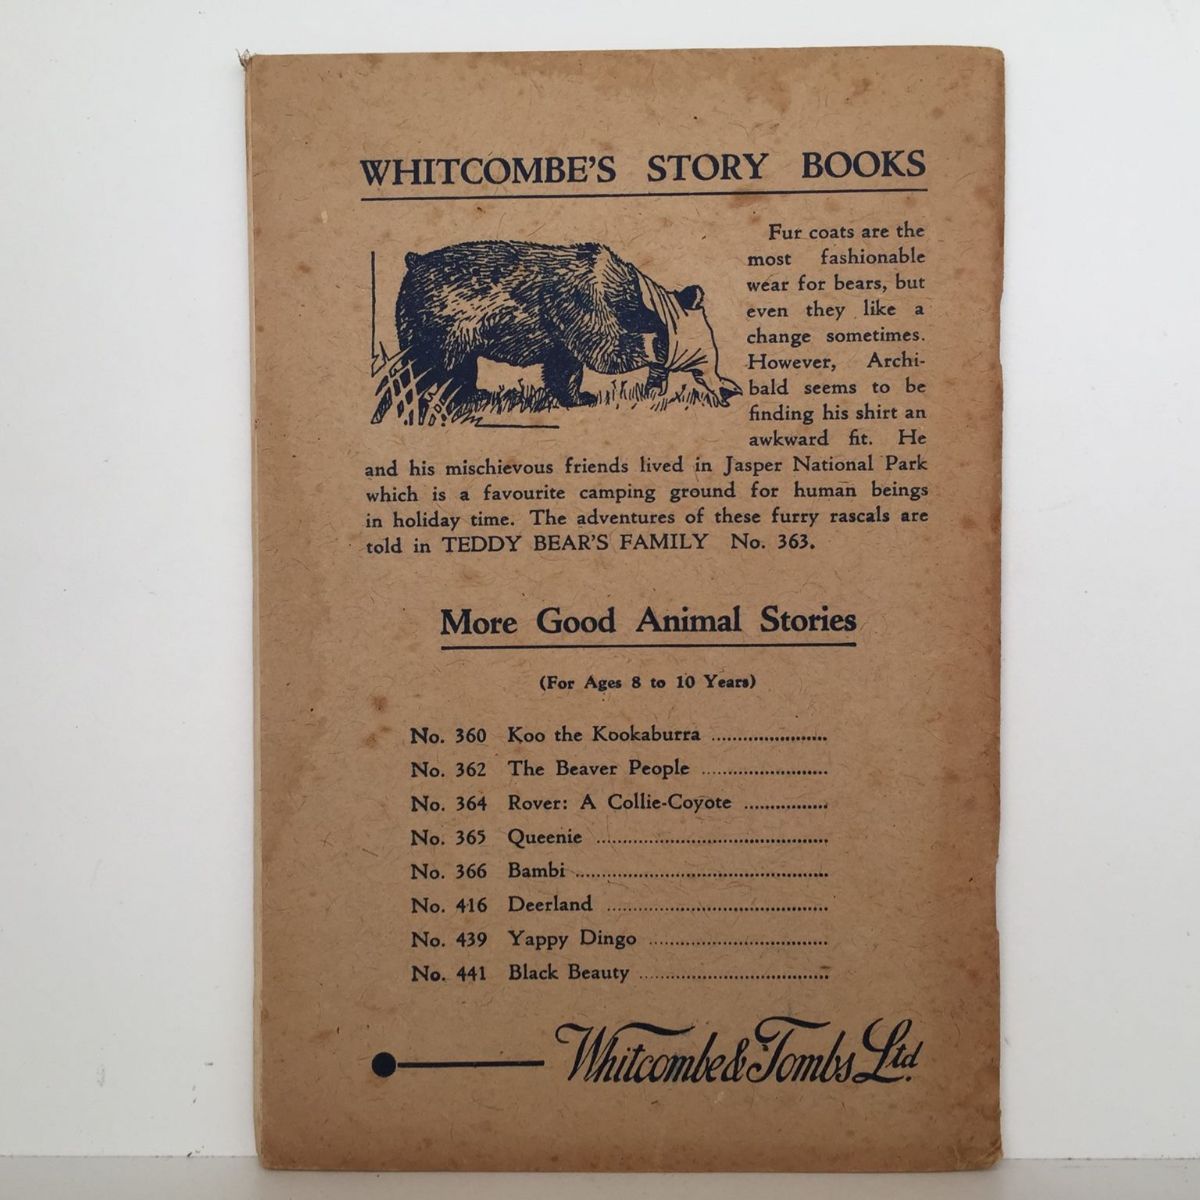 WHITCOMBE'S STORY BOOKS
Fur coats are the
most fashionable
wear for bears, but
even they like a
change sometimes.
However, Archi-
bald seems to be
finding his shirt an
awkward fit. He
and his mischievous friends lived in Jasper National Park
which is a favourite camping ground for human beings
in holiday time. The adventures of these furry rascals are
told in TEDDY BEAR'S FAMILY No. 363.
More Good Animal Stories
(For Ages 8 to 10 Years)
No. 360 Koo the Kookaburra ......................
No. 362 The Beaver People ........................
No. 364 Rover: A Collie-Coyote ................
No. 365 Queenie ............................................
No. 366 Bambi ................................................
No. 416 Deerland ..........................................
No. 439 Yappy Dingo ..................................
No. 441 Black Beauty ....................................
Whitcombe & Tombs Ltd.